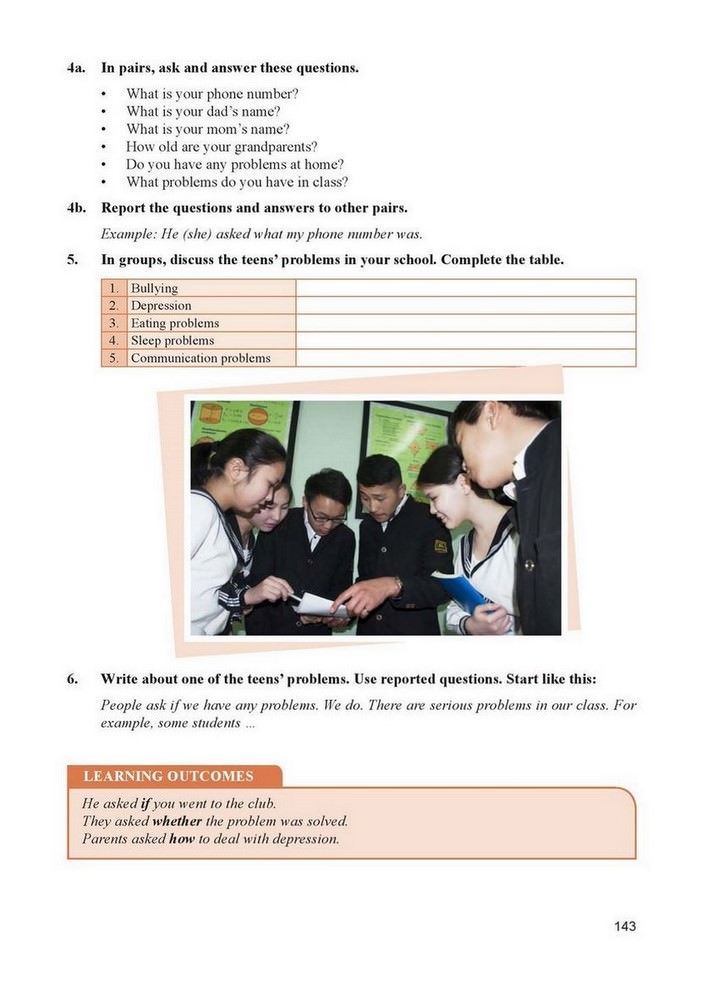 4a. In pairs, ask and answer these questions.
• What is your phone number?
• What is your dad's name?
• What is your mom's name?
• How old are your grandparents?
• Do you have any problems at home?
• What problems do you have in class?
4b. Report the questions and answers to other pairs.
Example: He (she) asked what my phone number was.
5. In groups, discuss the teens' problems in your school. Complete the table.
1. Bullying
2. Depression
3. Eating problems
4. Sleep problems
5. Communication problems
6. Write about one of the teens' problems. Use reported questions. Start like this:
People ask if we have any problems. We do. There are serious problems in our class. For
example, some students ...
LEARNING OUTCOMES
He asked if you went to the club.
They asked whether the problem was solved.
Parents asked how to deal with depression.
143